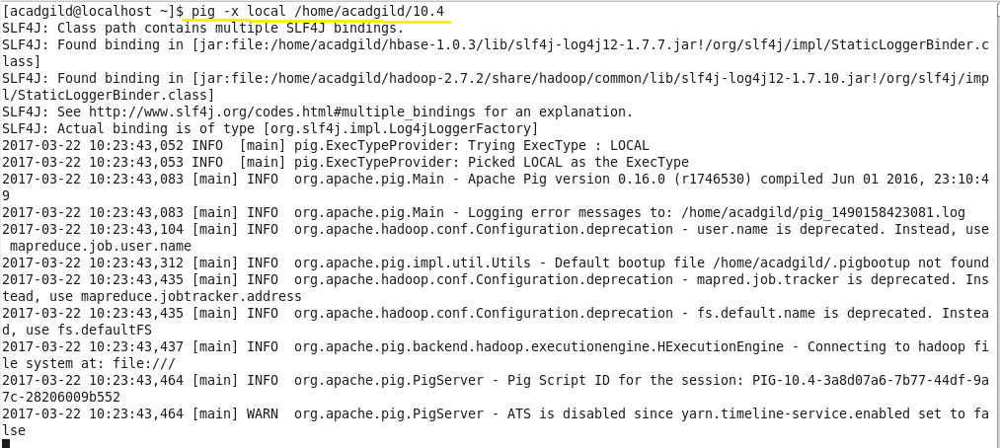 [acadgild@localhost ~]$ pig -x local /home/acadgild/10.4
SLF4J: Class path contains multiple SLF4J bindings.
SLF4J: Found binding in [jar:file:/home/acadgild/hbase-1.0.3/lib/slf4j-log4j12-1.7.7.jar!/org/slf4j/impl/StaticLoggerBinder.c
lass]
SLF4J: Found binding in [jar:file:/home/acadgild/hadoop-2.7.2/share/hadoop/common/lib/slf4j-log4j12-1.7.10.jar!/org/slf4j/imp
l/StaticLoggerBinder.class]
SLF4J: See http://www.slf4j.org/codes.html#multiple_bindings for an explanation.
SLF4J: Actual binding is of type [org.slf4j.impl.Log4jLoggerFactory]
2017-03-22 10:23:43,052 INFO  [main] pig.ExecTypeProvider: Trying ExecType : LOCAL
2017-03-22 10:23:43,053 INFO  [main] pig.ExecTypeProvider: Picked LOCAL as the ExecType
2017-03-22 10:23:43,083 [main] INFO  org.apache.pig.Main - Apache Pig version 0.16.0 (r1746530) compiled Jun 01 2016, 23:10:4
9
2017-03-22 10:23:43,083 [main] INFO  org.apache.pig.Main - Logging error messages to: /home/acadgild/pig_1490158423081.log
2017-03-22 10:23:43,104 [main] INFO  org.apache.hadoop.conf.Configuration.deprecation - user.name is deprecated. Instead, use
 mapreduce.job.user.name
2017-03-22 10:23:43,312 [main] INFO  org.apache.pig.impl.util.Utils - Default bootup file /home/acadgild/.pigbootup not found
2017-03-22 10:23:43,435 [main] INFO  org.apache.hadoop.conf.Configuration.deprecation - mapred.job.tracker is deprecated. Ins
tead, use mapreduce.jobtracker.address
2017-03-22 10:23:43,435 [main] INFO  org.apache.hadoop.conf.Configuration.deprecation - fs.default.name is deprecated. Instea
d, use fs.defaultFS
2017-03-22 10:23:43,437 [main] INFO  org.apache.pig.backend.hadoop.executionengine.HExecutionEngine - Connecting to hadoop fi
le system at: file:///
2017-03-22 10:23:43,464 [main] INFO  org.apache.pig.PigServer - Pig Script ID for the session: PIG-10.4-3a8d07a6-7b77-44df-9a
7c-28206009b552
2017-03-22 10:23:43,464 [main] WARN  org.apache.pig.PigServer - ATS is disabled since yarn.timeline-service.enabled set to fa
lse